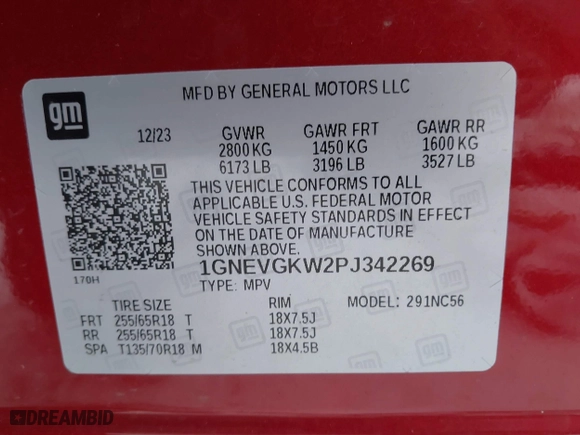 gm
MFD BY GENERAL MOTORS LLC
12/23 GVWR GAWR FRT GAWR RR
2800 KG 1450 KG 1600 KG
6173 LB 3196 LB 3527 LB
THIS VEHICLE CONFORMS TO ALL
APPLICABLE U.S. FEDERAL MOTOR
VEHICLE SAFETY STANDARDS IN EFFECT
ON THE DATE OF MANUFACTURE
SHOWN ABOVE.
1GNEVGKW2PJ342269
170H
TYPE: MPV
TIRE SIZE RIM MODEL: 291NC56
FRT 255/65R18 T 18X7.5J
RR 255/65R18 T 18X7.5J
SPA T135/70R18 M 18X4.5B
DREAMBID